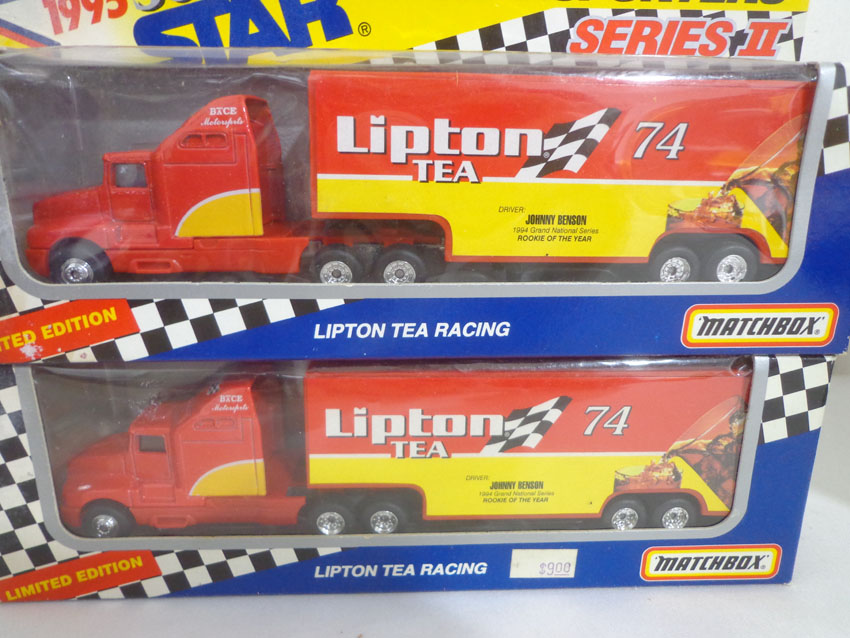 1995
STAR®
SERIES II
BACE
Motorsports
Lipton®
TEA
74
DRIVER:
JOHNNY BENSON
1994 Grand National Series
ROOKIE OF THE YEAR
LIMITED EDITION
LIPTON TEA RACING
MATCHBOX®
BACE
Motorsports
Lipton
TEA
74
DRIVER:
JOHNNY BENSON
1994 Grand National Series
ROOKIE OF THE YEAR
LIMITED EDITION
LIPTON TEA RACING
$9.00
MATCHBOX®